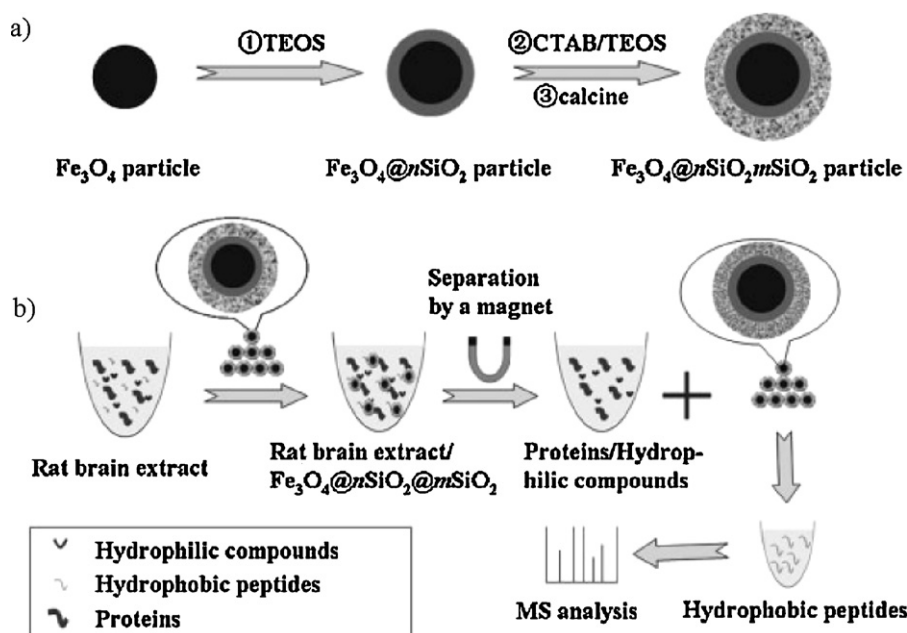 a)
①TEOS
②CTAB/TEOS
③calcine
Fe₃O₄ particle
Fe₃O₄@nSiO₂ particle
Fe₃O₄@nSiO₂mSiO₂ particle
b)
Separation
by a magnet
Rat brain extract
Rat brain extract/
Fe₃O₄@nSiO₂@mSiO₂
Proteins/Hydrop-
hilic compounds
Hydrophilic compounds
Hydrophobic peptides
Proteins
MS analysis
Hydrophobic peptides